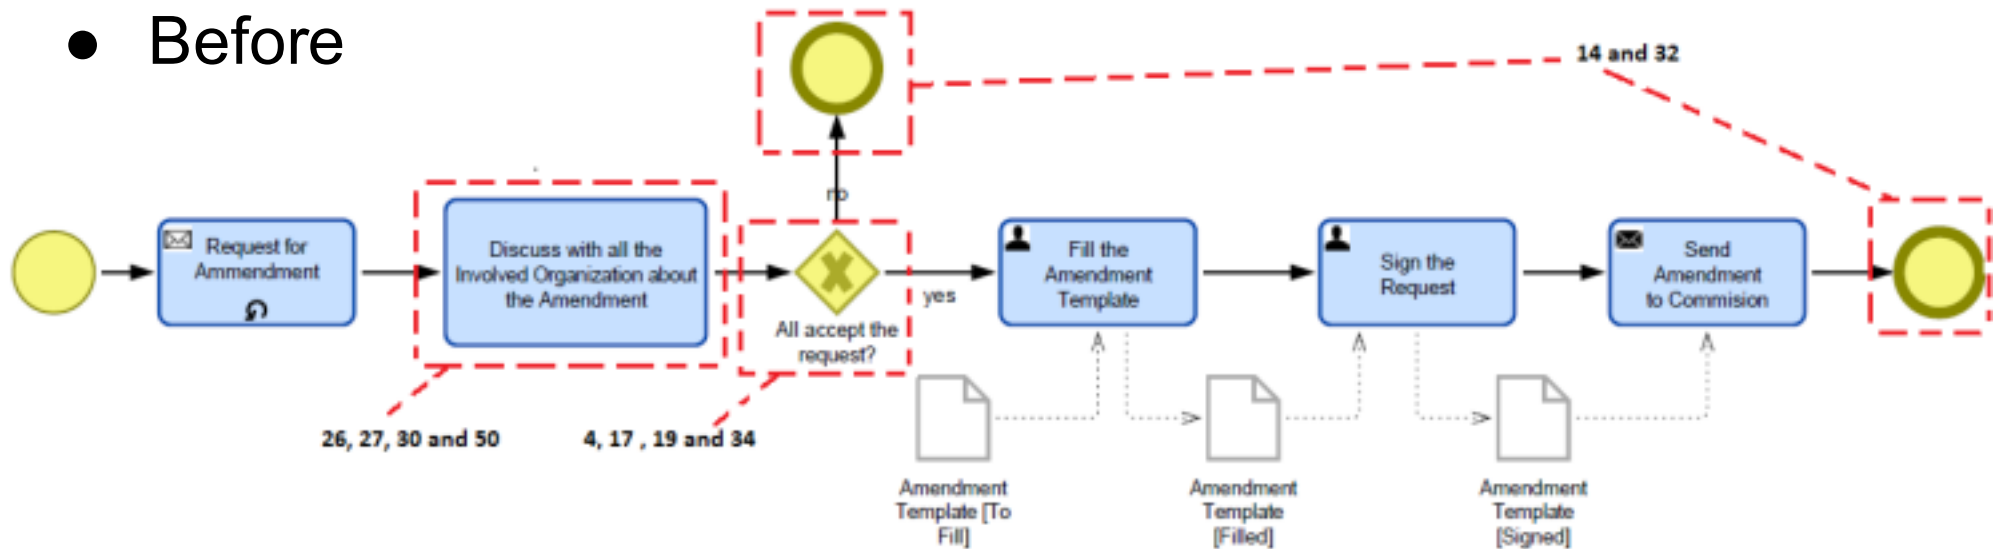 ● Before
14 and 32
no
Request for
Ammendment
Discuss with all the
Involved Organization about
the Amendment
All accept the
request?
yes
Fill the
Amendment
Template
Sign the
Request
Send
Amendment
to Commision
26, 27, 30 and 50
4, 17 , 19 and 34
Amendment
Template [To
Fill]
Amendment
Template
[Filled]
Amendment
Template
[Signed]